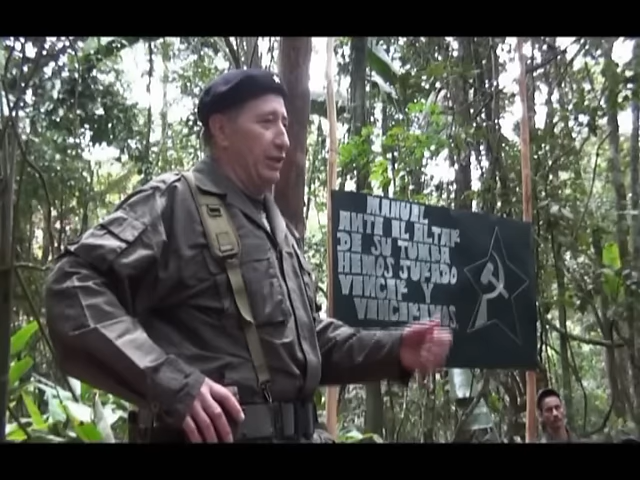 MANUEL
ANTE EL ALTAR
DE SU TUMBA
HEMOS JURADO
VENCER Y
VENCEREMOS